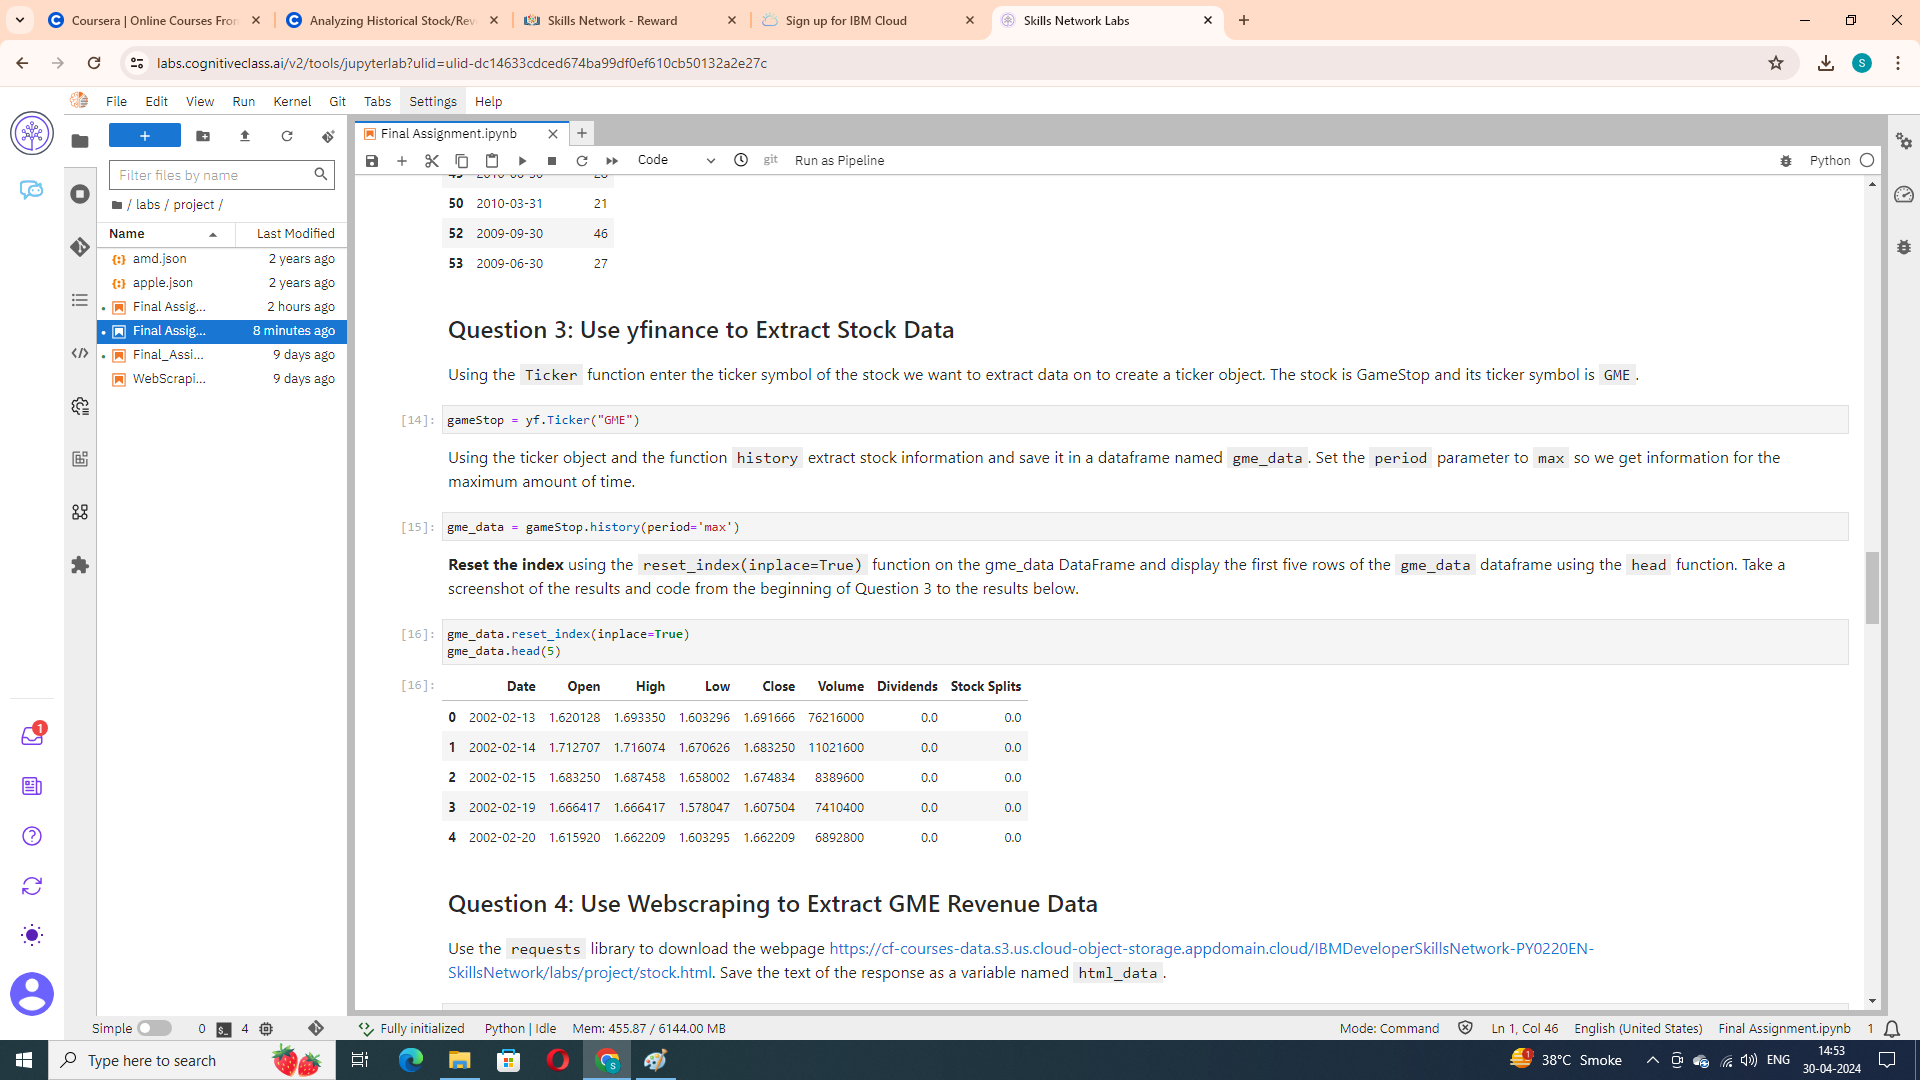 Coursera | Online Courses From
Analyzing Historical Stock/Rev
Skills Network - Reward
Sign up for IBM Cloud
Skills Network Labs
labs.cognitiveclass.ai/v2/tools/jupyterlab?ulid=ulid-dc14633cdced674ba99df0ef610cb50132a2e27c
S
File Edit View Run Kernel Git Tabs Settings Help
Final Assignment.ipynb
Code
git
Run as Pipeline
Python
Filter files by name
/ labs / project /
Name Last Modified
amd.json 2 years ago
apple.json 2 years ago
Final Assig... 2 hours ago
Final Assig... 8 minutes ago
Final_Assi... 9 days ago
WebScrapi... 9 days ago
50 2010-03-31 21
52 2009-09-30 46
53 2009-06-30 27
Question 3: Use yfinance to Extract Stock Data
Using the Ticker function enter the ticker symbol of the stock we want to extract data on to create a ticker object. The stock is GameStop and its ticker symbol is GME.
[14]: gameStop = yf.Ticker("GME")
Using the ticker object and the function history extract stock information and save it in a dataframe named gme_data. Set the period parameter to max so we get information for the
maximum amount of time.
[15]: gme_data = gameStop.history(period='max')
Reset the index using the reset_index(inplace=True) function on the gme_data DataFrame and display the first five rows of the gme_data dataframe using the head function. Take a
screenshot of the results and code from the beginning of Question 3 to the results below.
[16]: gme_data.reset_index(inplace=True)
gme_data.head(5)
[16]: Date Open High Low Close Volume Dividends Stock Splits
0 2002-02-13 1.620128 1.693350 1.603296 1.691666 76216000 0.0 0.0
1 2002-02-14 1.712707 1.716074 1.670626 1.683250 11021600 0.0 0.0
2 2002-02-15 1.683250 1.687458 1.658002 1.674834 8389600 0.0 0.0
3 2002-02-19 1.666417 1.666417 1.578047 1.607504 7410400 0.0 0.0
4 2002-02-20 1.615920 1.662209 1.603295 1.662209 6892800 0.0 0.0
Question 4: Use Webscraping to Extract GME Revenue Data
Use the requests library to download the webpage https://cf-courses-data.s3.us.cloud-object-storage.appdomain.cloud/IBMDeveloperSkillsNetwork-PY0220EN-
SkillsNetwork/labs/project/stock.html. Save the text of the response as a variable named html_data.
1
Simple 0 4 Fully initialized Python | Idle Mem: 455.87 / 6144.00 MB Mode: Command Ln 1, Col 46 English (United States) Final Assignment.ipynb 1
Type here to search
38°C Smoke
ENG
14:53
30-04-2024